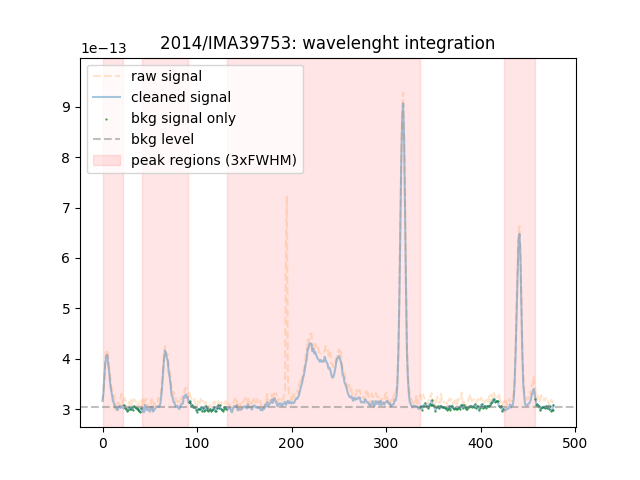 2014/IMA39753: wavelenght integration
1e−13
raw signal
cleaned signal
bkg signal only
bkg level
peak regions (3xFWHM)
9
8
7
6
5
4
3
0 100 200 300 400 500